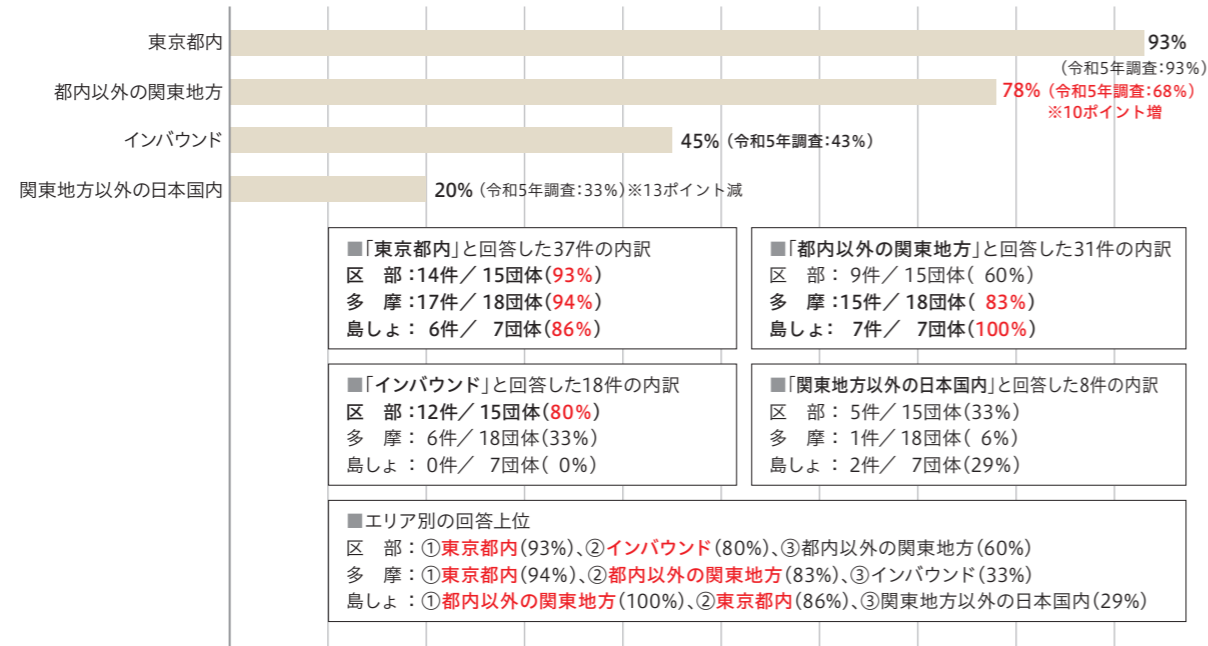 東京都内 93%
(令和5年調査:93%)
都内以外の関東地方 78% (令和5年調査:68%)
※10ポイント増
インバウンド 45% (令和5年調査:43%)
関東地方以外の日本国内 20% (令和5年調査:33%)※13ポイント減
■「東京都内」と回答した37件の内訳
区　部：14件／ 15団体(93%)
多　摩：17件／ 18団体(94%)
島しょ： 6件／ 7団体(86%)
■「都内以外の関東地方」と回答した31件の内訳
区　部： 9件／ 15団体( 60%)
多　摩：15件／ 18団体( 83%)
島しょ： 7件／ 7団体(100%)
■「インバウンド」と回答した18件の内訳
区　部：12件／ 15団体(80%)
多　摩： 6件／ 18団体(33%)
島しょ： 0件／ 7団体( 0%)
■「関東地方以外の日本国内」と回答した8件の内訳
区　部： 5件／ 15団体(33%)
多　摩： 1件／ 18団体( 6%)
島しょ： 2件／ 7団体(29%)
■エリア別の回答上位
区　部：①東京都内(93%)、②インバウンド(80%)、③都内以外の関東地方(60%)
多　摩：①東京都内(94%)、②都内以外の関東地方(83%)、③インバウンド(33%)
島しょ：①都内以外の関東地方(100%)、②東京都内(86%)、③関東地方以外の日本国内(29%)